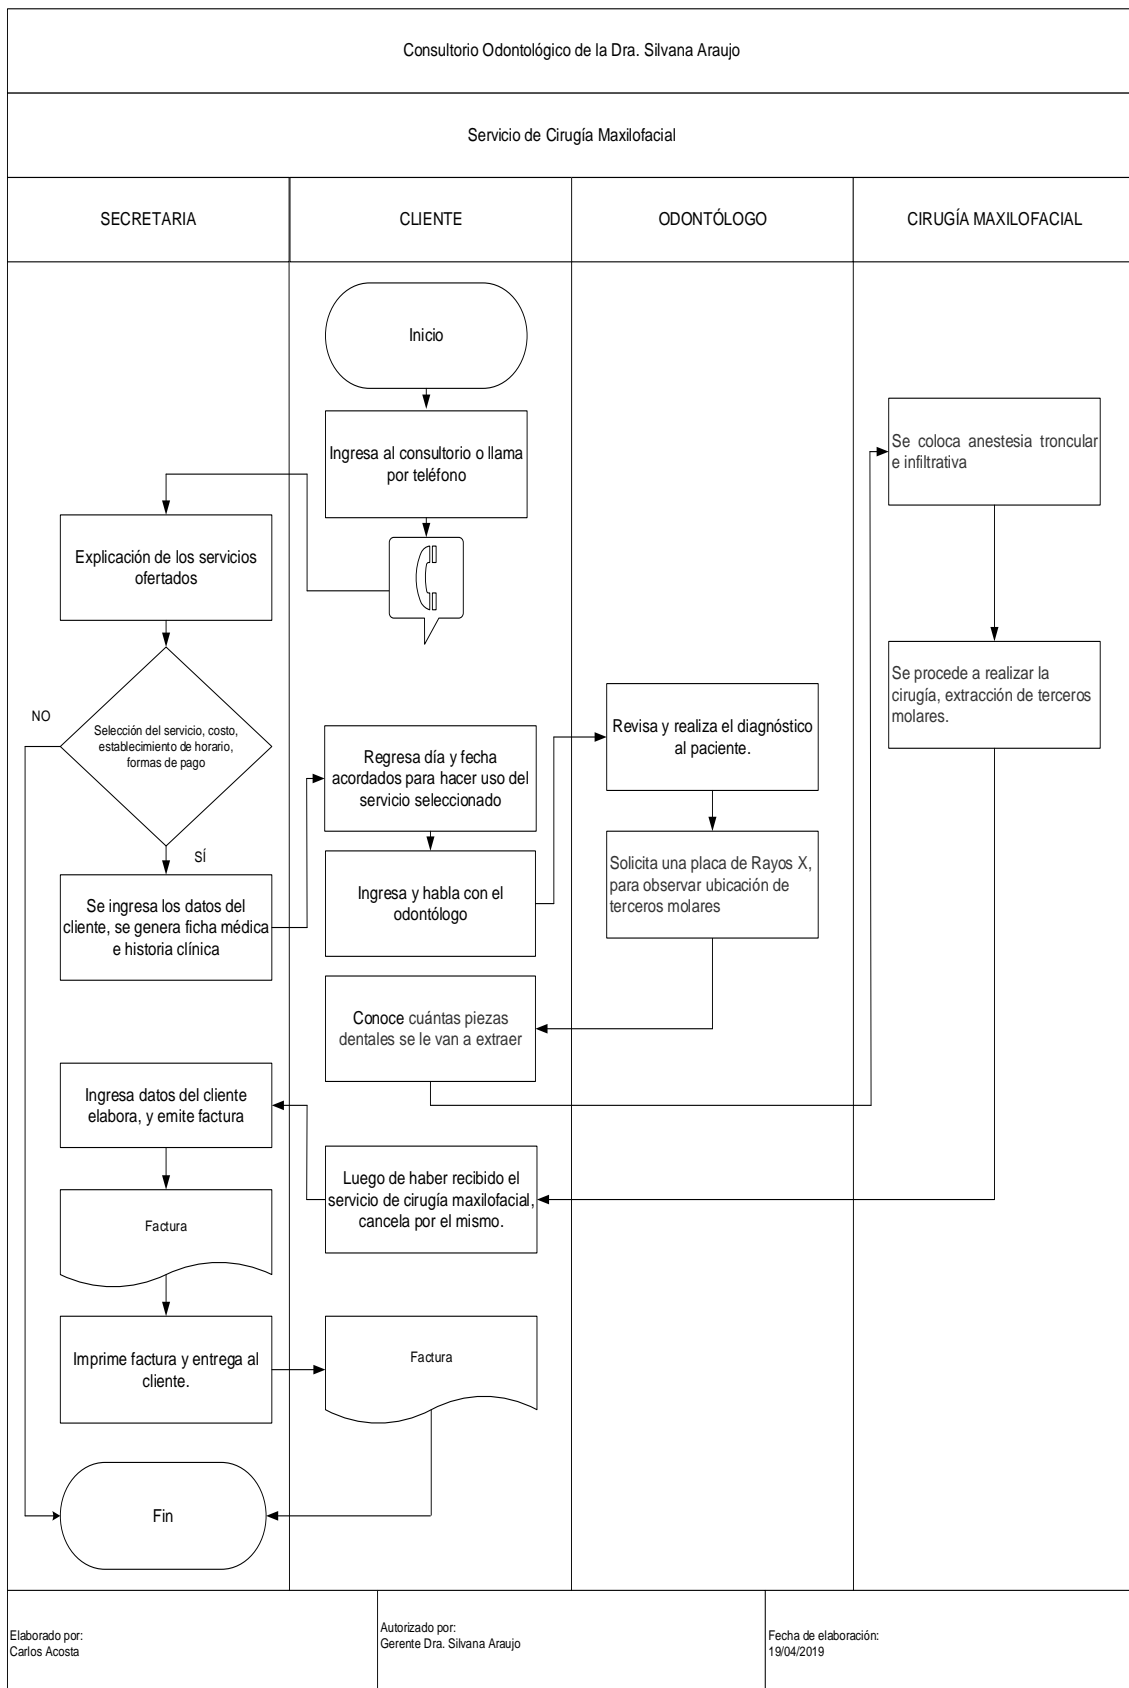 Consultorio Odontológico de la Dra. Silvana Araujo
Servicio de Cirugía Maxilofacial
SECRETARIA
CLIENTE
ODONTÓLOGO
CIRUGÍA MAXILOFACIAL
Inicio
Ingresa al consultorio o llama
por teléfono
Explicación de los servicios
ofertados
NO
Selección del servicio, costo,
establecimiento de horario,
formas de pago
SÍ
Se ingresa los datos del
cliente, se genera ficha médica
e historia clínica
Regresa día y fecha
acordados para hacer uso del
servicio seleccionado
Ingresa y habla con el
odontólogo
Revisa y realiza el diagnóstico
al paciente.
Solicita una placa de Rayos X,
para observar ubicación de
terceros molares
Conoce cuántas piezas
dentales se le van a extraer
Se coloca anestesia troncular
e infiltrativa
Se procede a realizar la
cirugía, extracción de terceros
molares.
Luego de haber recibido el
servicio de cirugía maxilofacial,
cancela por el mismo.
Ingresa datos del cliente
elabora, y emite factura
Factura
Imprime factura y entrega al
cliente.
Factura
Fin
Elaborado por:
Carlos Acosta
Autorizado por:
Gerente Dra. Silvana Araujo
Fecha de elaboración:
19/04/2019